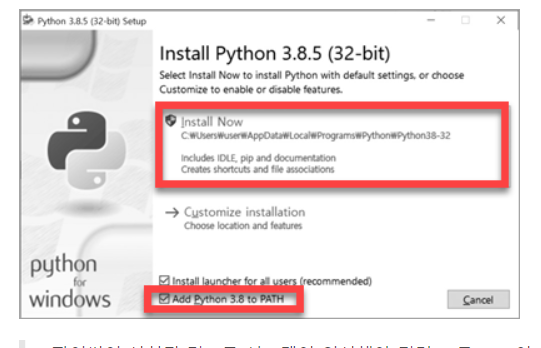 Python 3.8.5 (32-bit) Setup
Install Python 3.8.5 (32-bit)
Select Install Now to install Python with default settings, or choose
Customize to enable or disable features.
Install Now
C:₩Users₩user₩AppData₩Local₩Programs₩Python₩Python38-32
Includes IDLE, pip and documentation
Creates shortcuts and file associations
Customize installation
Choose location and features
python
for
windows
Install launcher for all users (recommended)
Add Python 3.8 to PATH
Cancel